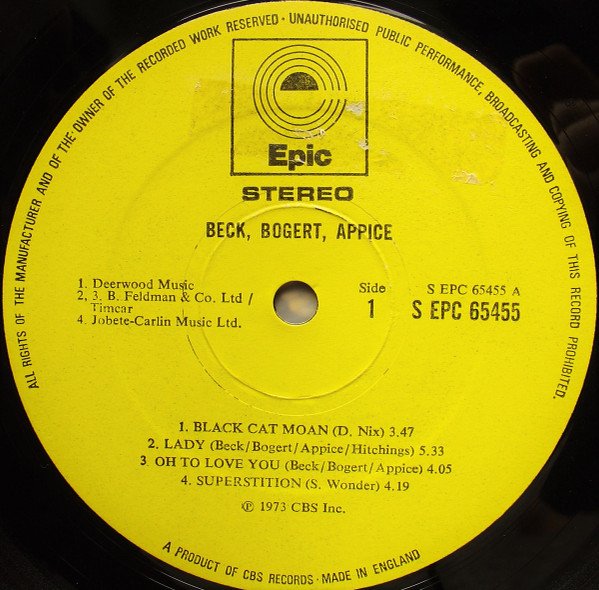 ALL RIGHTS OF THE MANUFACTURER AND OF THE OWNER OF THE RECORDED WORK RESERVED · UNAUTHORISED PUBLIC PERFORMANCE, BROADCASTING AND COPYING OF THIS RECORD PROHIBITED.
e
Epic
STEREO
BECK, BOGERT, APPICE
1. Deerwood Music
2, 3. B. Feldman & Co. Ltd /
Timcar
4. Jobete-Carlin Music Ltd.
Side
1
S EPC 65455 A
S EPC 65455
1. BLACK CAT MOAN (D. Nix) 3.47
2. LADY (Beck/Bogert/Appice/Hitchings) 5.33
3. OH TO LOVE YOU (Beck/Bogert/Appice) 4.05
4. SUPERSTITION (S. Wonder) 4.19
℗ 1973 CBS Inc.
A PRODUCT OF CBS RECORDS · MADE IN ENGLAND